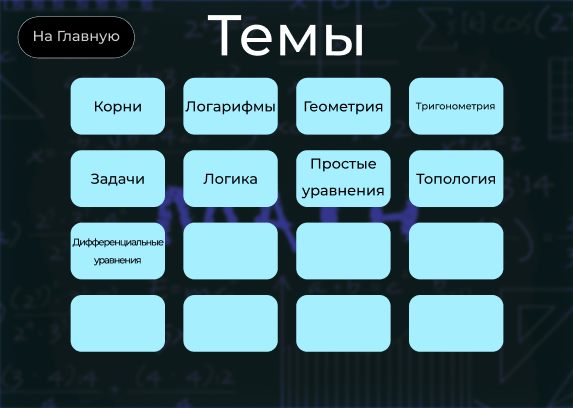 На Главную
Темы
Корни
Логарифмы
Геометрия
Тригонометрия
Задачи
Логика
Простые
уравнения
Топология
Дифференциальные
уравнения